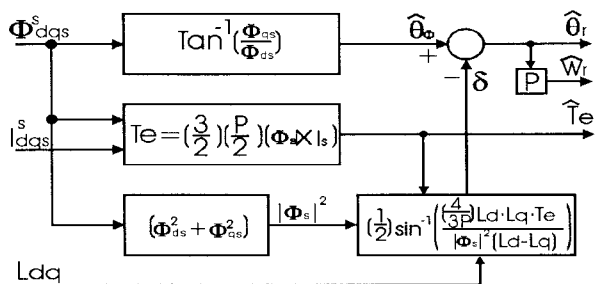 Φˢdqs
Tan⁻¹(Φqs/Φds)
θ̂Φ
+
−
δ
θ̂r
P
Ŵr
Iˢdqs
Te=(3/2)(P/2)(Φs×Is)
T̂e
(Φ²ds+Φ²qs)
|Φs|²
(1/2)sin⁻¹((4/3P)Ld·Lq·Te/|Φs|²(Ld-Lq))
Ldq